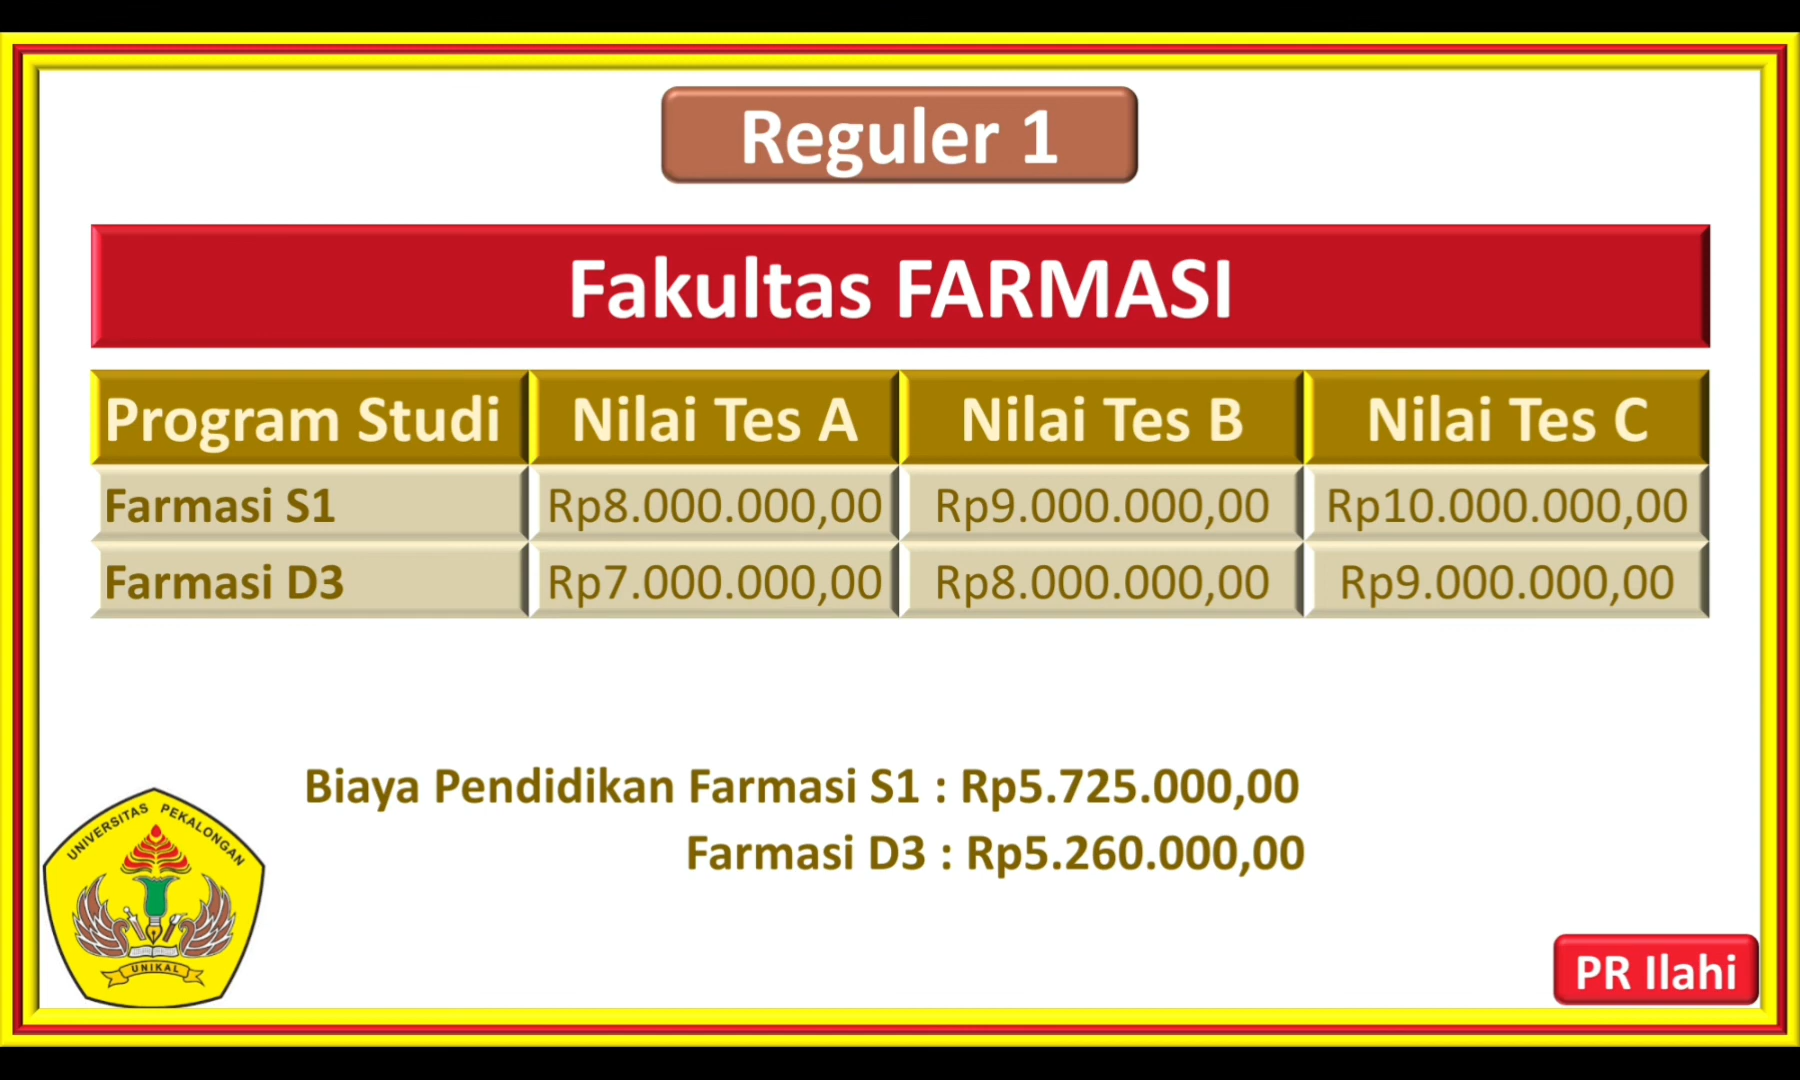 Reguler 1
Fakultas FARMASI
Program Studi Nilai Tes A Nilai Tes B Nilai Tes C
Farmasi S1 Rp8.000.000,00 Rp9.000.000,00 Rp10.000.000,00
Farmasi D3 Rp7.000.000,00 Rp8.000.000,00 Rp9.000.000,00
Biaya Pendidikan Farmasi S1 : Rp5.725.000,00
Farmasi D3 : Rp5.260.000,00
UNIVERSITAS PEKALONGAN
UNIKAL
PR Ilahi